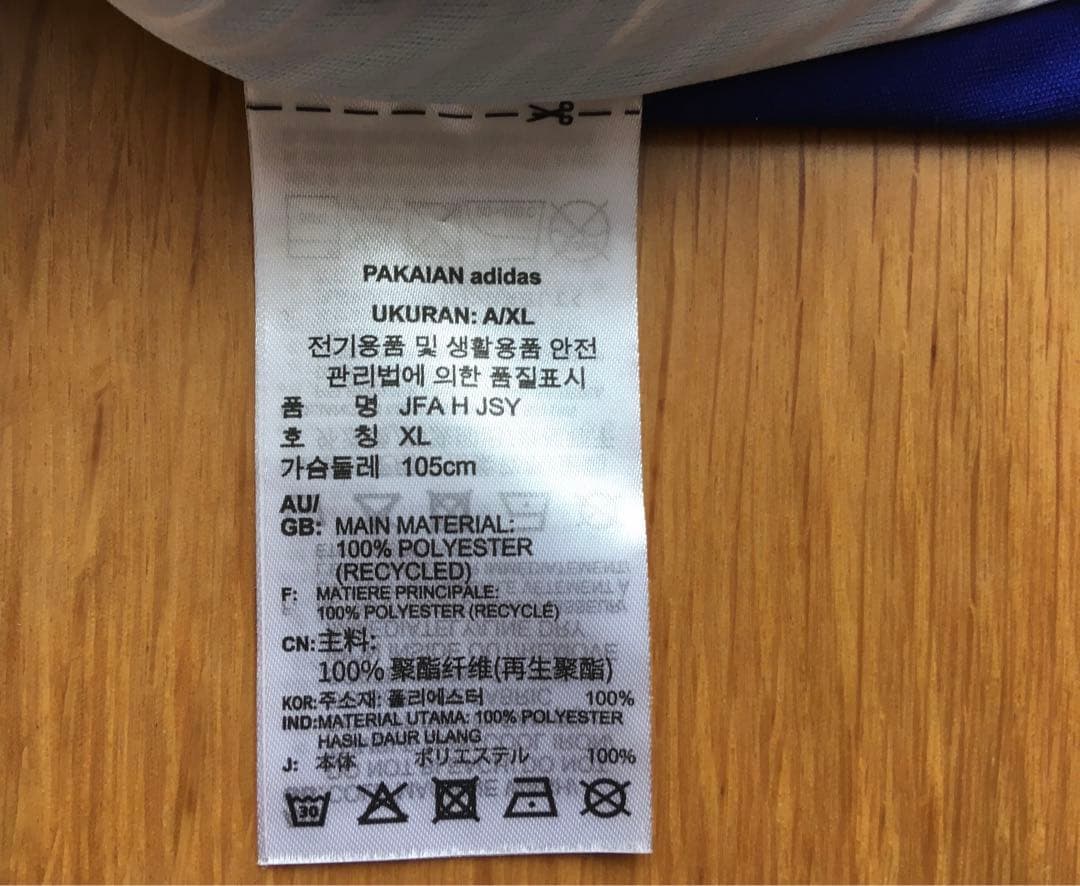 PAKAIAN adidas
UKURAN: A/XL
전기용품 및 생활용품 안전
관리법에 의한 품질표시
품 명 JFA H JSY
호 칭 XL
가슴둘레 105cm
AU/
GB: MAIN MATERIAL:
100% POLYESTER
(RECYCLED)
F: MATIERE PRINCIPALE:
100% POLYESTER (RECYCLÉ)
CN: 主料:
100% 聚酯纤维(再生聚酯)
KOR: 주소재: 폴리에스터 100%
IND: MATERIAL UTAMA: 100% POLYESTER
HASIL DAUR ULANG
J: 本体 ポリエステル 100%
30